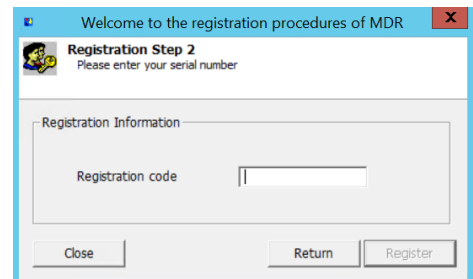 Welcome to the registration procedures of MDR
X
Registration Step 2
Please enter your serial number
Registration Information
Registration code
Close
Return
Register